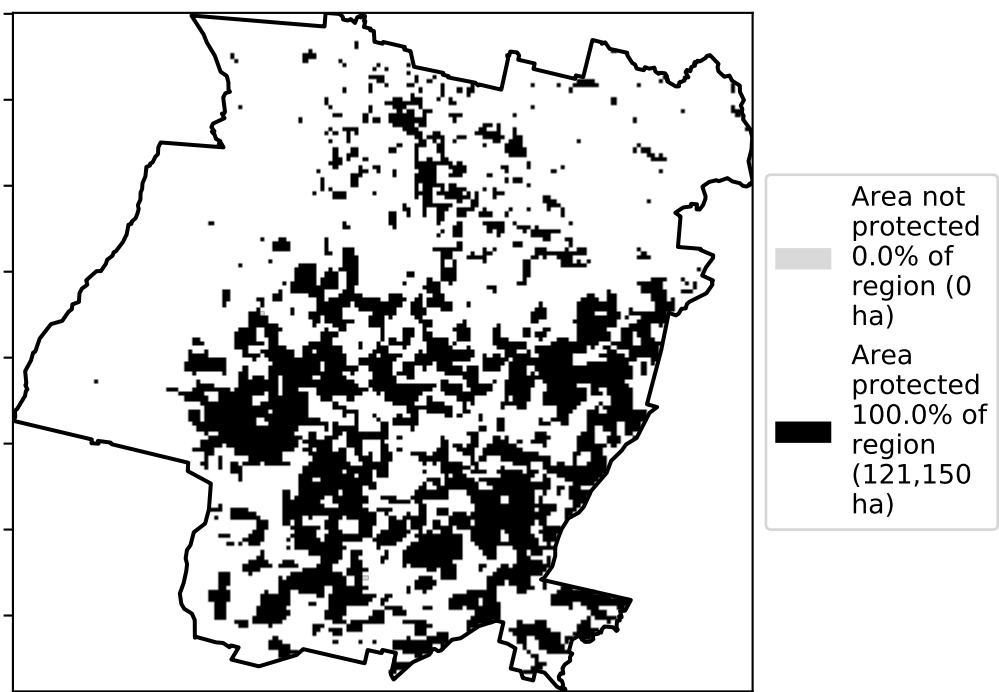 Area not
protected
0.0% of
region (0
ha)
Area
protected
100.0% of
region
(121,150
ha)